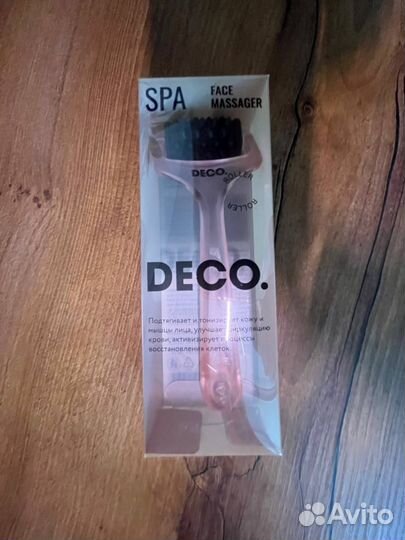 SPA
FACE
MASSAGER
DECO.
ROLLER
ROLLER
DECO.
Подтягивает и тонизирует кожу и
мышцы лица, улучшает циркуляцию
крови, активизирует процессы
восстановления клеток.
Avito